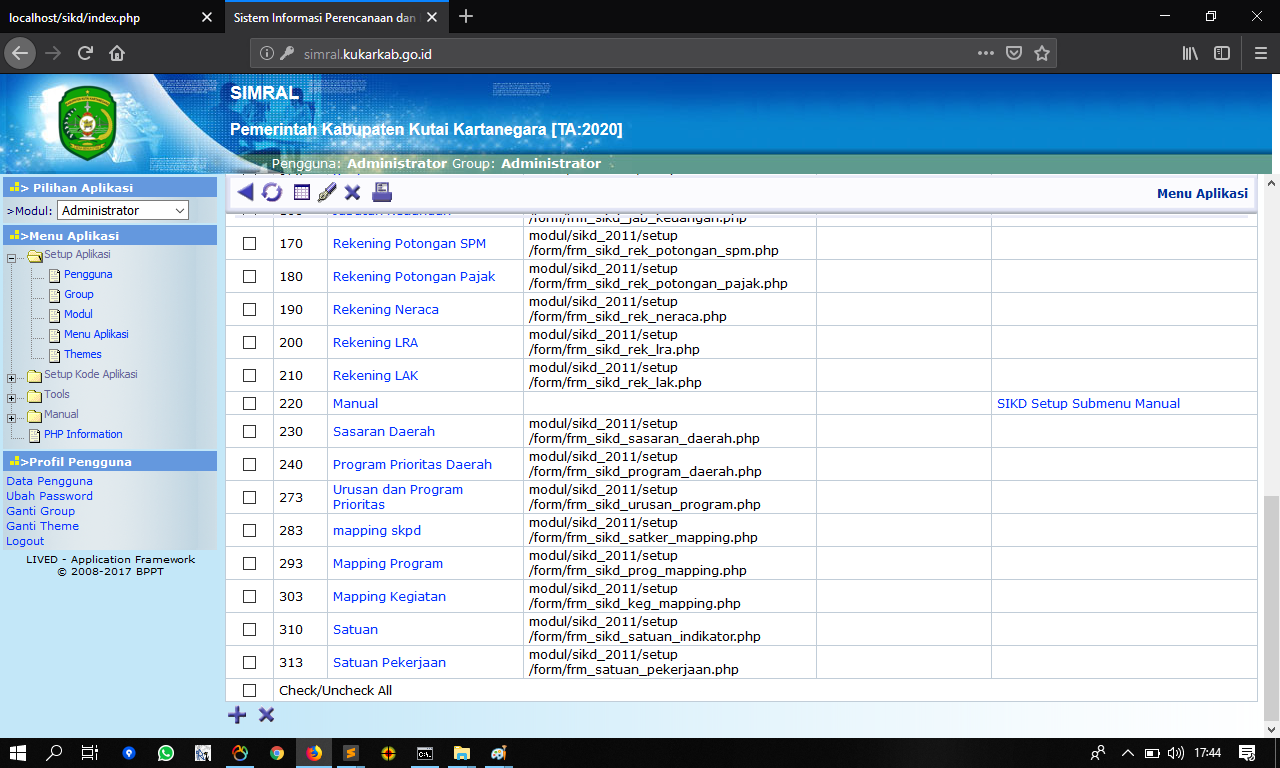 localhost/sikd/index.php
Sistem Informasi Perencanaan dan
simral.kukarkab.go.id
SIMRAL
Pemerintah Kabupaten Kutai Kartanegara [TA:2020]
Pengguna: Administrator Group: Administrator
> Pilihan Aplikasi
>Modul: Administrator
>Menu Aplikasi
Setup Aplikasi
Pengguna
Group
Modul
Menu Aplikasi
Themes
Setup Kode Aplikasi
Tools
Manual
PHP Information
>Profil Pengguna
Data Pengguna
Ubah Password
Ganti Group
Ganti Theme
Logout
LIVED - Application Framework
© 2008-2017 BPPT
Menu Aplikasi
/form/frm_sikd_jab_keuangan.php
170 Rekening Potongan SPM modul/sikd_2011/setup
/form/frm_sikd_rek_potongan_spm.php
180 Rekening Potongan Pajak modul/sikd_2011/setup
/form/frm_sikd_rek_potongan_pajak.php
190 Rekening Neraca modul/sikd_2011/setup
/form/frm_sikd_rek_neraca.php
200 Rekening LRA modul/sikd_2011/setup
/form/frm_sikd_rek_lra.php
210 Rekening LAK modul/sikd_2011/setup
/form/frm_sikd_rek_lak.php
220 Manual SIKD Setup Submenu Manual
230 Sasaran Daerah modul/sikd_2011/setup
/form/frm_sikd_sasaran_daerah.php
240 Program Prioritas Daerah modul/sikd_2011/setup
/form/frm_sikd_program_daerah.php
273 Urusan dan Program Prioritas modul/sikd_2011/setup
/form/frm_sikd_urusan_program.php
283 mapping skpd modul/sikd_2011/setup
/form/frm_sikd_satker_mapping.php
293 Mapping Program modul/sikd_2011/setup
/form/frm_sikd_prog_mapping.php
303 Mapping Kegiatan modul/sikd_2011/setup
/form/frm_sikd_keg_mapping.php
310 Satuan modul/sikd_2011/setup
/form/frm_sikd_satuan_indikator.php
313 Satuan Pekerjaan modul/sikd_2011/setup
/form/frm_satuan_pekerjaan.php
Check/Uncheck All
17:44